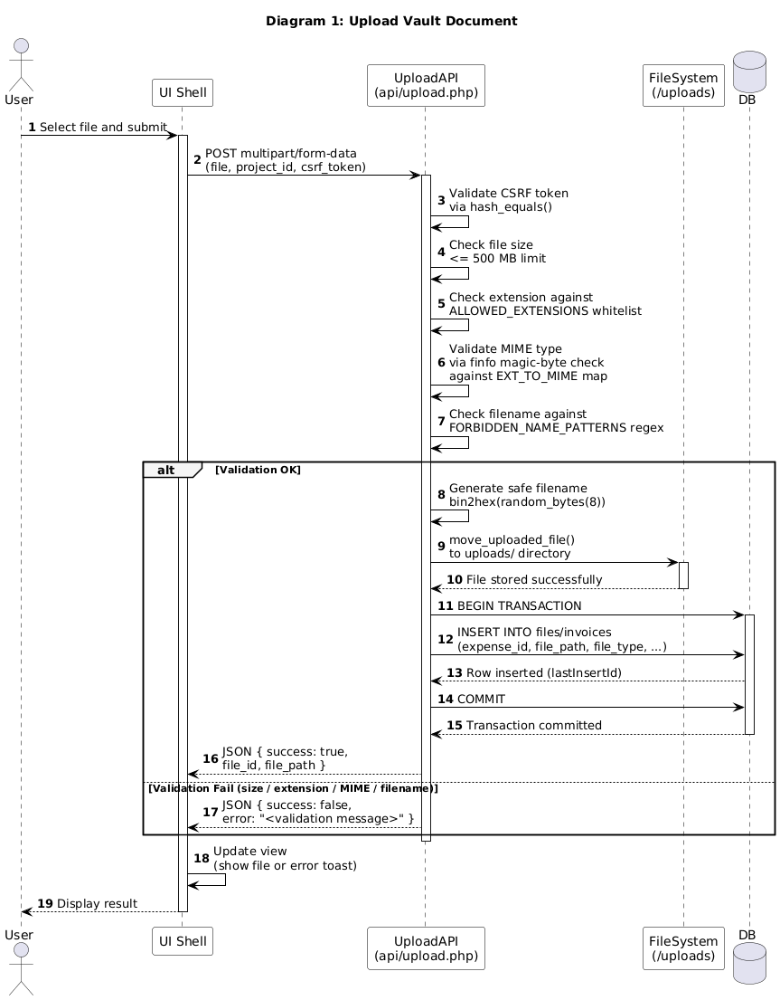 Diagram 1: Upload Vault Document
User
UI Shell
UploadAPI
(api/upload.php)
FileSystem
(/uploads)
DB
1 Select file and submit
2 POST multipart/form-data
(file, project_id, csrf_token)
3 Validate CSRF token
via hash_equals()
4 Check file size
<= 500 MB limit
5 Check extension against
ALLOWED_EXTENSIONS whitelist
6 Validate MIME type
via finfo magic-byte check
against EXT_TO_MIME map
7 Check filename against
FORBIDDEN_NAME_PATTERNS regex
alt [Validation OK]
8 Generate safe filename
bin2hex(random_bytes(8))
9 move_uploaded_file()
to uploads/ directory
10 File stored successfully
11 BEGIN TRANSACTION
12 INSERT INTO files/invoices
(expense_id, file_path, file_type, ...)
13 Row inserted (lastInsertId)
14 COMMIT
15 Transaction committed
16 JSON { success: true,
file_id, file_path }
[Validation Fail (size / extension / MIME / filename)]
17 JSON { success: false,
error: "<validation message>" }
18 Update view
(show file or error toast)
19 Display result
User
UI Shell
UploadAPI
(api/upload.php)
FileSystem
(/uploads)
DB